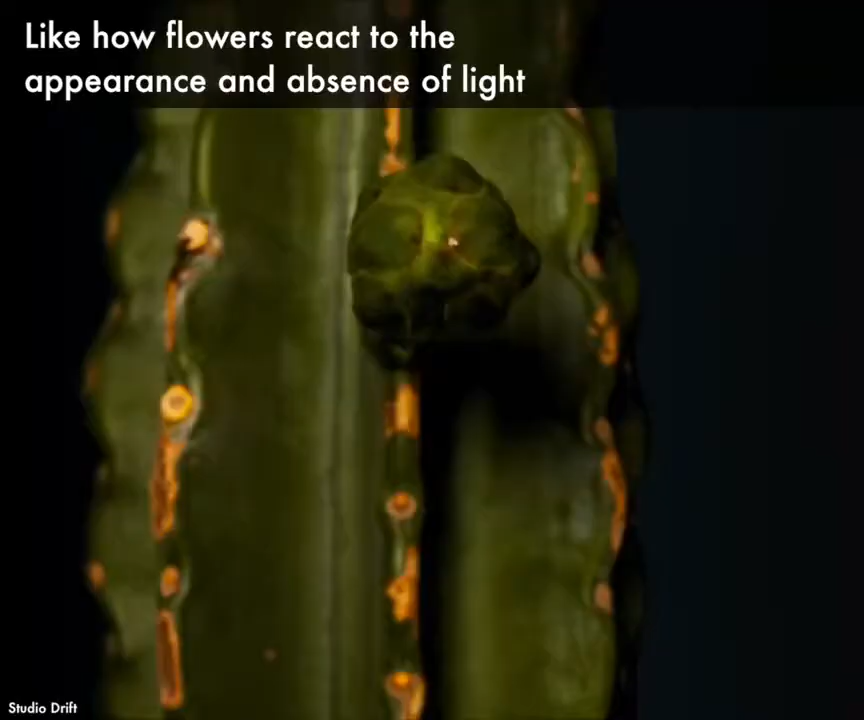 Like how flowers react to the
appearance and absence of light
Studio Drift